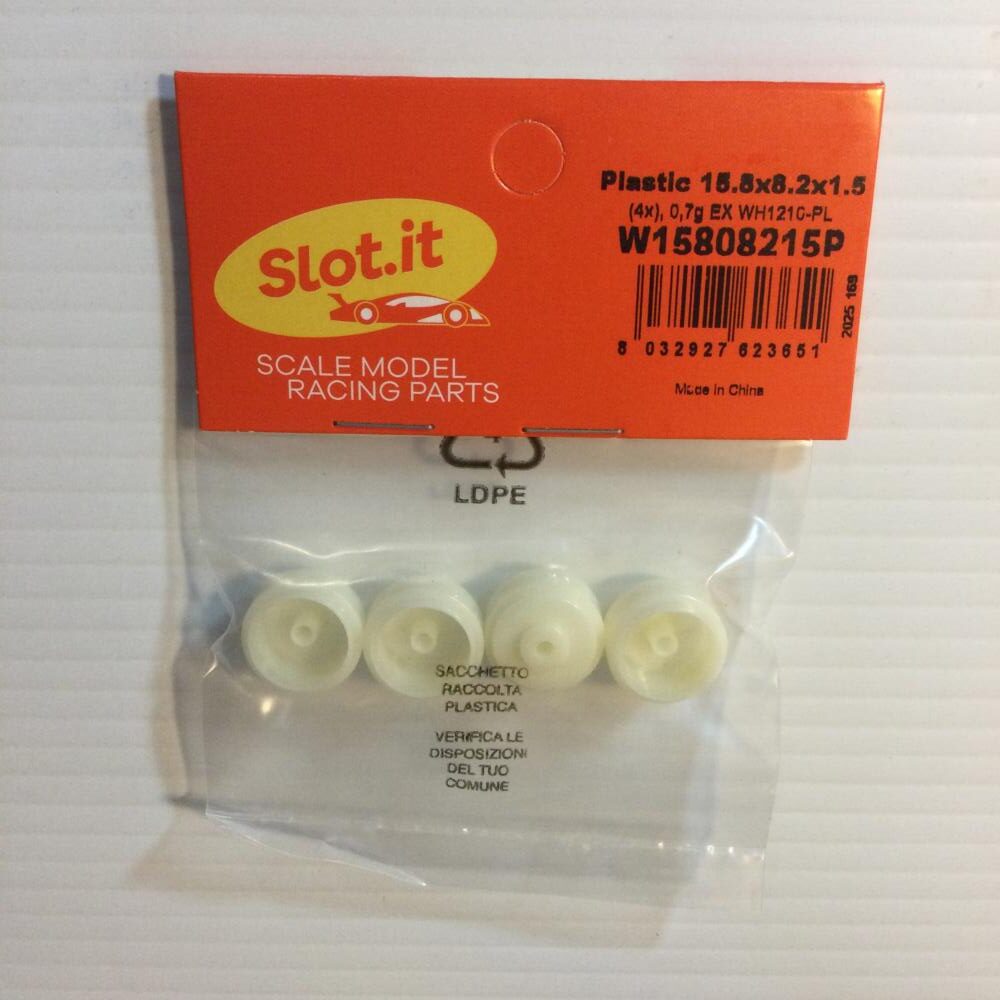 Slot.it
SCALE MODEL
RACING PARTS
Plastic 15.8x8.2x1.5
(4x), 0,7g EX WH1210-PL
W15808215P
8 032927 623651
2025 169
Made in China
LDPE
SACCHETTO
RACCOLTA
PLASTICA
VERIFICA LE
DISPOSIZIONI
DEL TUO
COMUNE